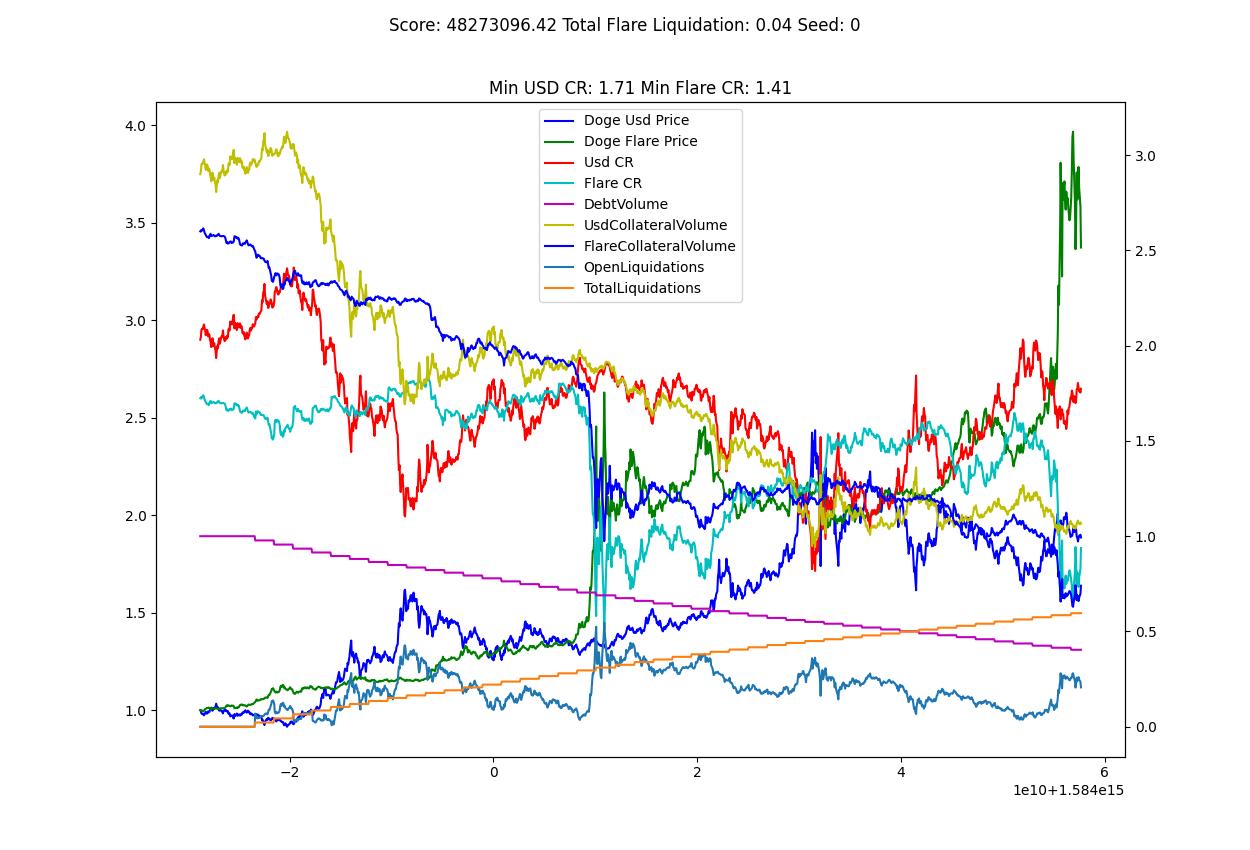 Score: 48273096.42 Total Flare Liquidation: 0.04 Seed: 0
Min USD CR: 1.71 Min Flare CR: 1.41
4.0
3.5
3.0
2.5
2.0
1.5
1.0
Doge Usd Price
Doge Flare Price
Usd CR
Flare CR
DebtVolume
UsdCollateralVolume
FlareCollateralVolume
OpenLiquidations
TotalLiquidations
3.0
2.5
2.0
1.5
1.0
0.5
0.0
−2 0 2 4 6
1e10+1.584e15